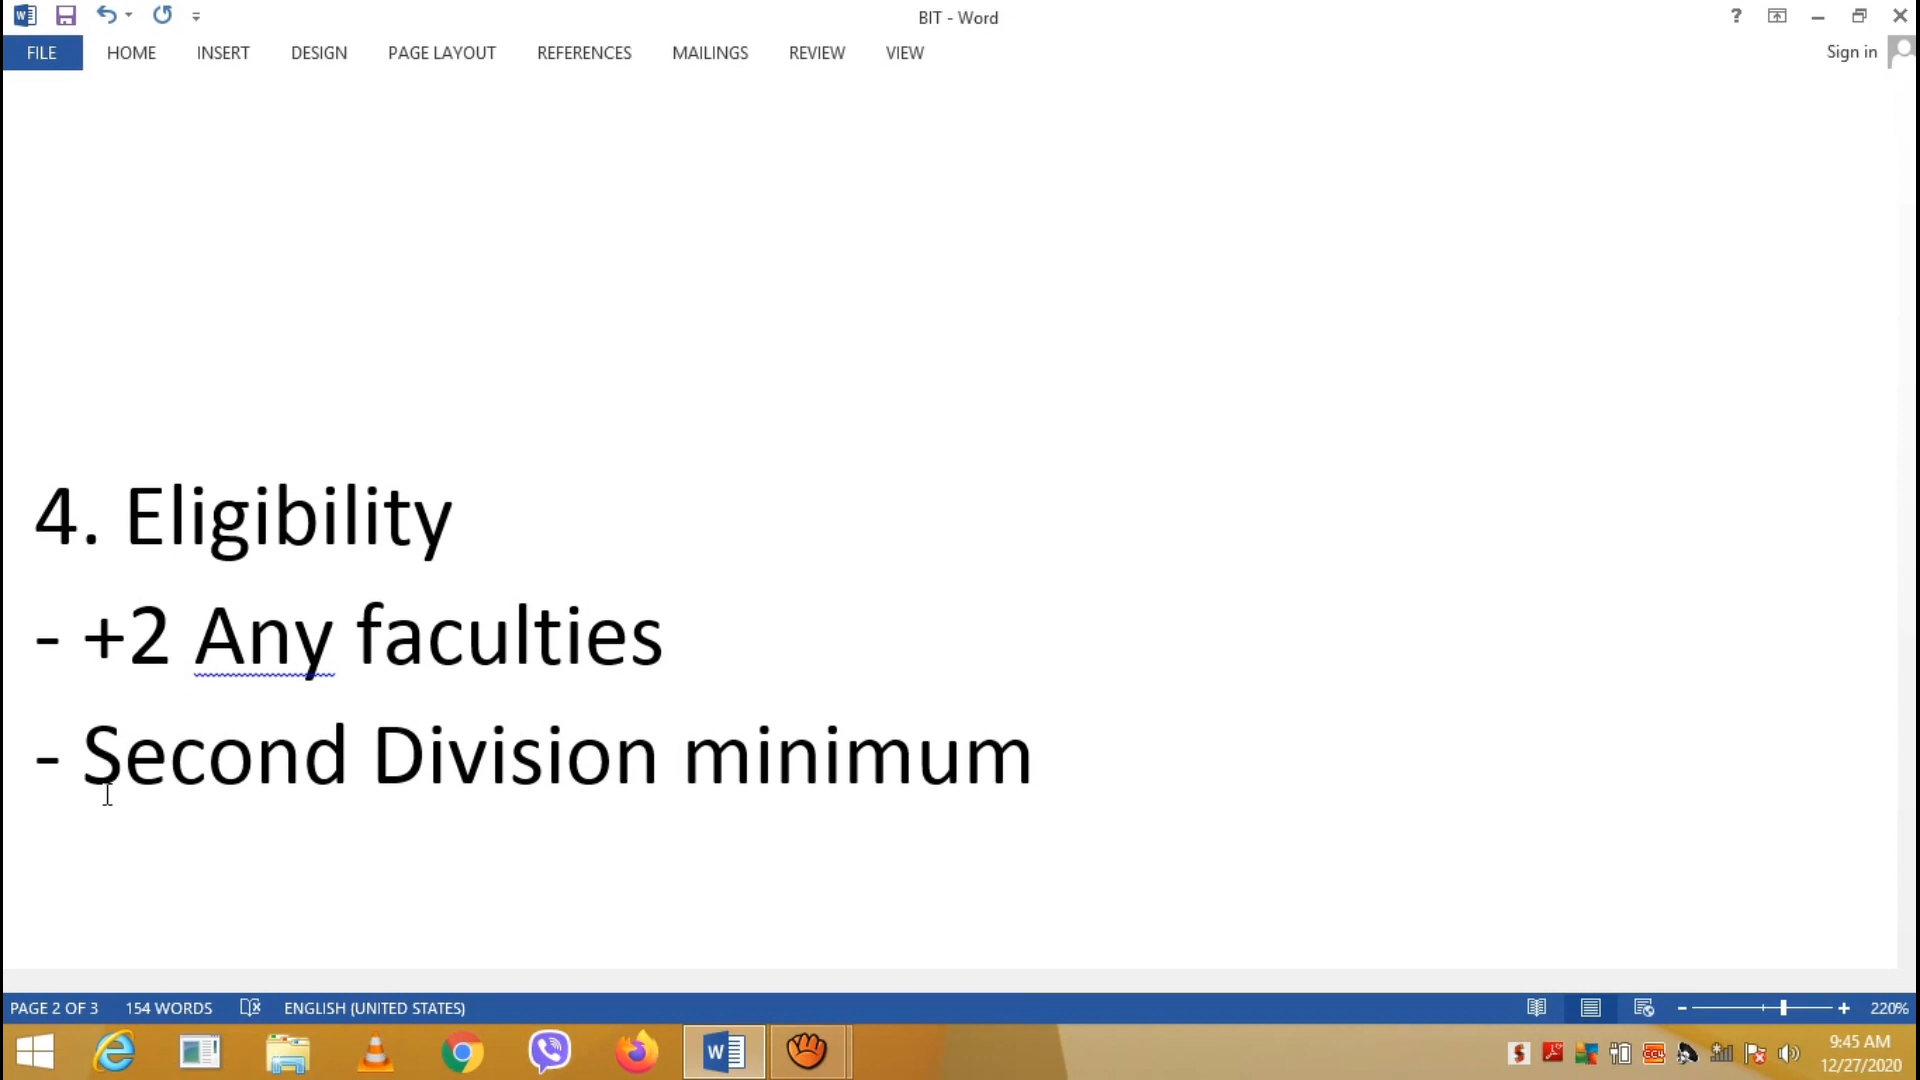 BIT - Word
?
FILE HOME INSERT DESIGN PAGE LAYOUT REFERENCES MAILINGS REVIEW VIEW Sign in
4. Eligibility
- +2 Any faculties
- Second Division minimum
PAGE 2 OF 3 154 WORDS ENGLISH (UNITED STATES) 220%
9:45 AM
12/27/2020